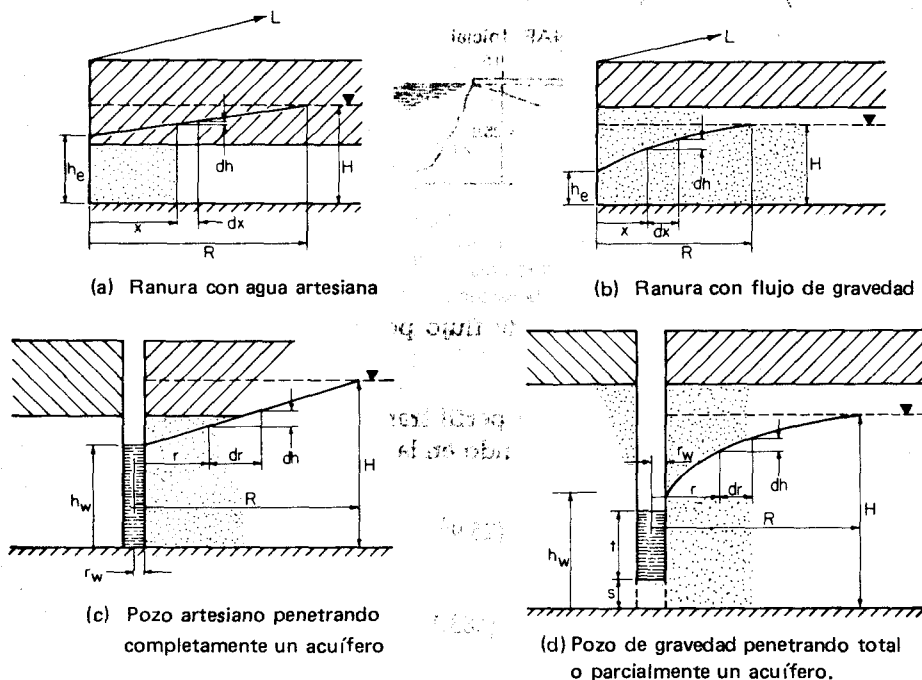 L
h_e
dh
H
x
dx
R
(a) Ranura con agua artesiana
L
h_e
dh
H
x
dx
R
(b) Ranura con flujo de gravedad
h_w
r
dr
dh
H
R
r_w
(c) Pozo artesiano penetrando
completamente un acuífero
r_w
r
dr
dh
R
H
h_w
t
s
(d) Pozo de gravedad penetrando total
o parcialmente un acuífero.